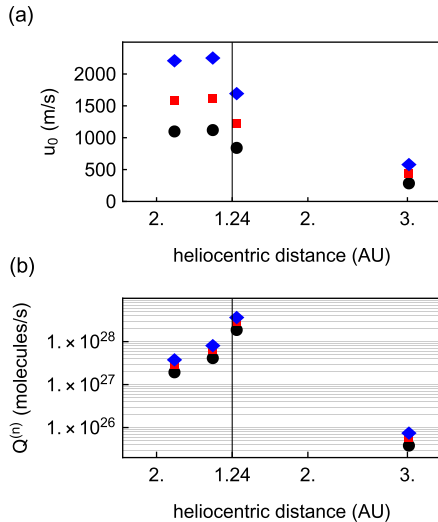 (a)
u0 (m/s)
2000
1500
1000
500
0
2. 1.24 2. 3.
heliocentric distance (AU)
(b)
Q(n) (molecules/s)
1. × 10^28
1. × 10^27
1. × 10^26
2. 1.24 2. 3.
heliocentric distance (AU)